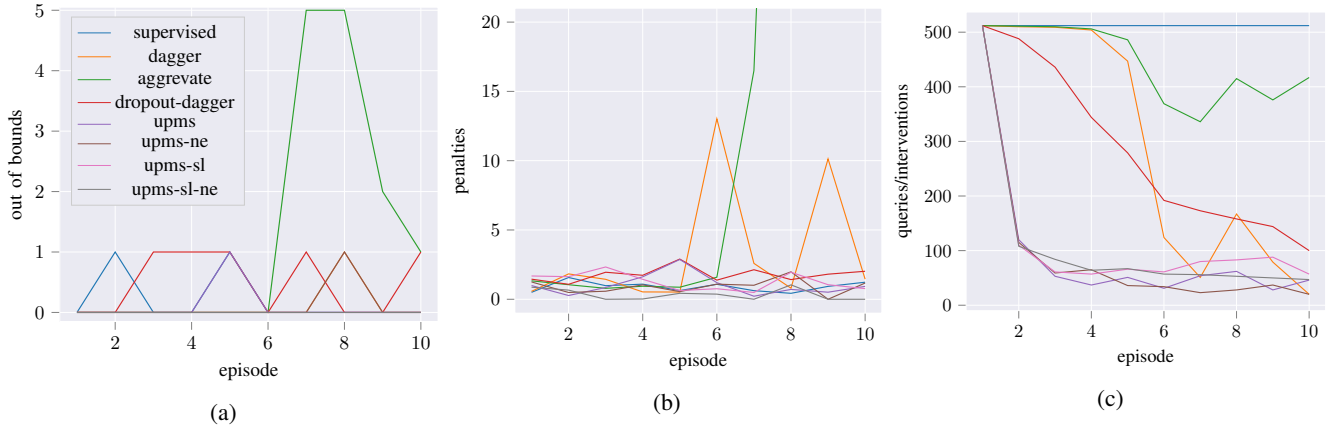 out of bounds
5
4
3
2
1
0
supervised
dagger
aggrevate
dropout-dagger
upms
upms-ne
upms-sl
upms-sl-ne
2 4 6 8 10
episode
(a)
penalties
20
15
10
5
0
2 4 6 8 10
episode
(b)
queries/interventions
500
400
300
200
100
0
2 4 6 8 10
episode
(c)